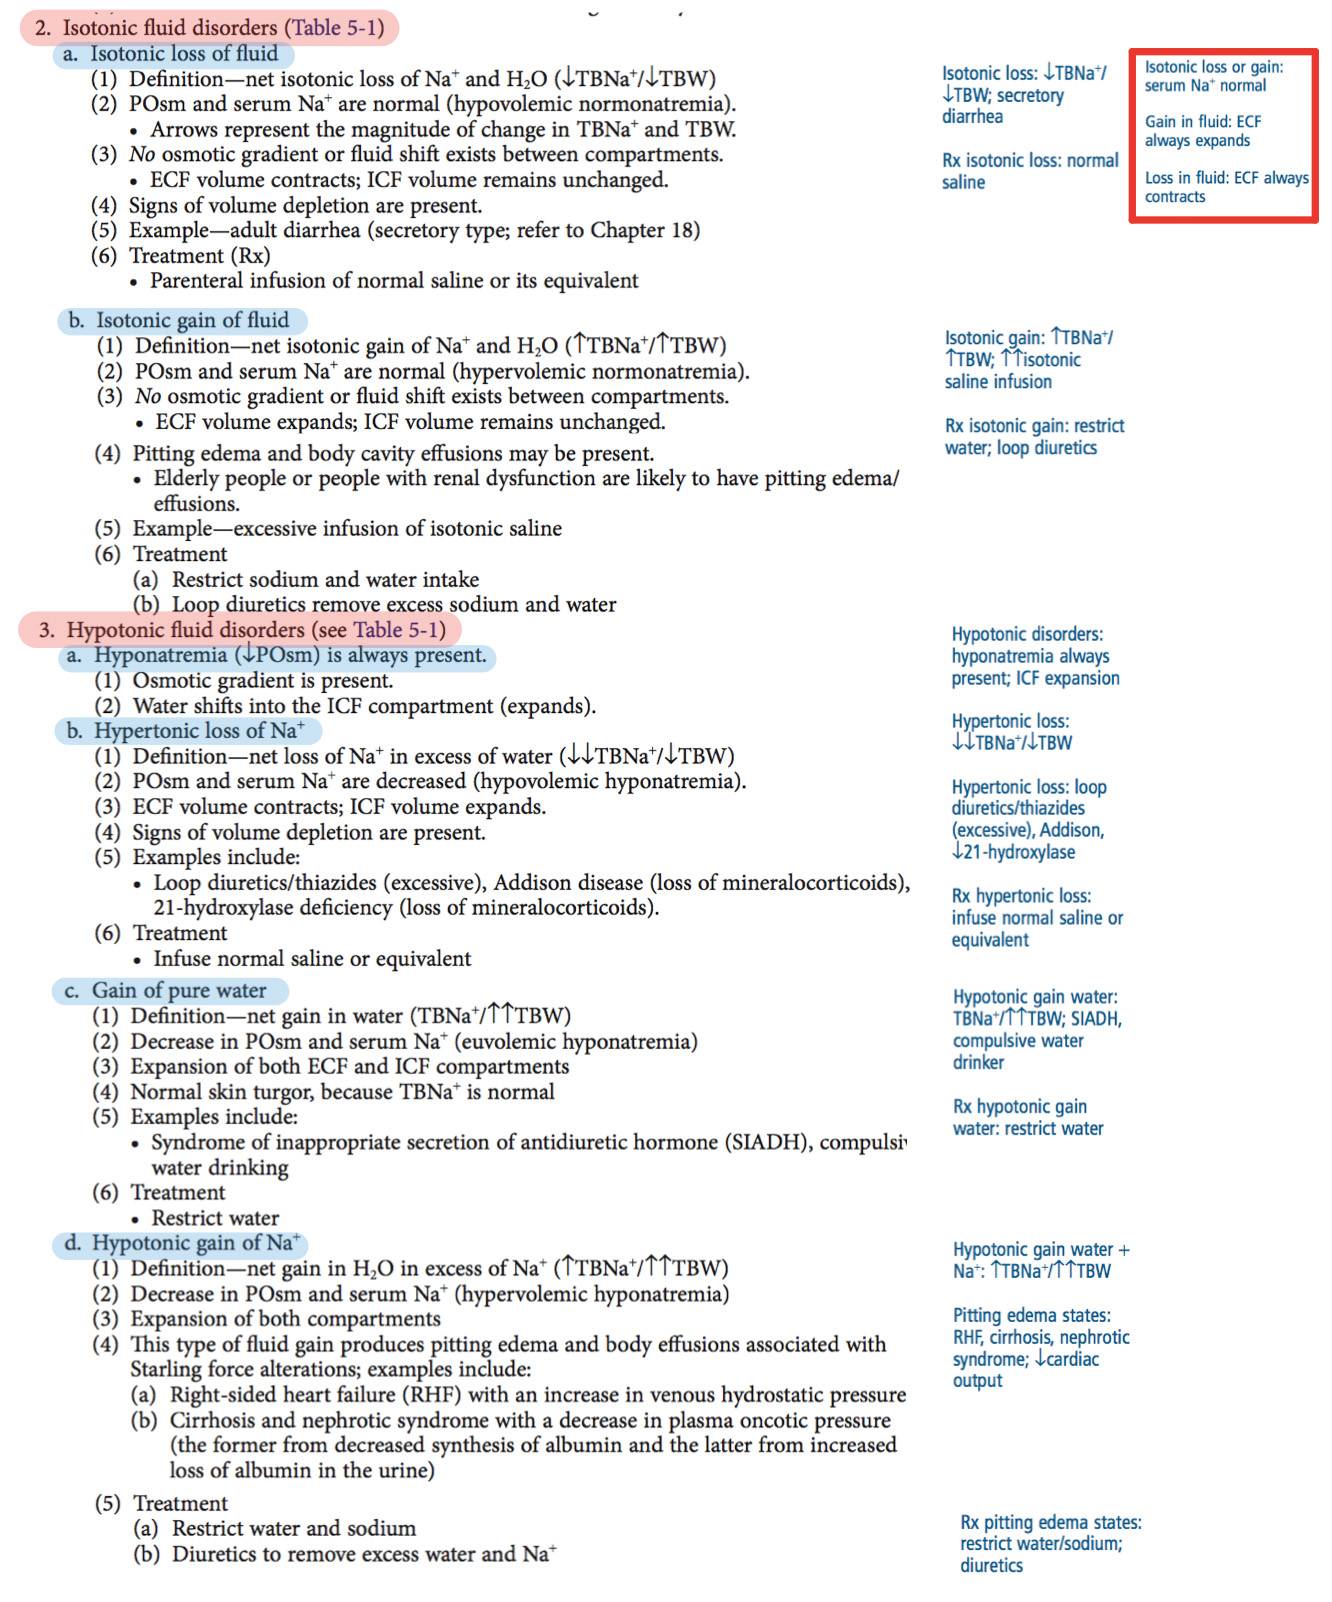 2. Isotonic fluid disorders (Table 5-1)
a. Isotonic loss of fluid
(1) Definition—net isotonic loss of Na⁺ and H₂O (↓TBNa⁺/↓TBW)
(2) POsm and serum Na⁺ are normal (hypovolemic normonatremia).
• Arrows represent the magnitude of change in TBNa⁺ and TBW.
(3) No osmotic gradient or fluid shift exists between compartments.
• ECF volume contracts; ICF volume remains unchanged.
(4) Signs of volume depletion are present.
(5) Example—adult diarrhea (secretory type; refer to Chapter 18)
(6) Treatment (Rx)
• Parenteral infusion of normal saline or its equivalent
Isotonic loss: ↓TBNa⁺/
↓TBW; secretory
diarrhea
Rx isotonic loss: normal
saline
Isotonic loss or gain:
serum Na⁺ normal
Gain in fluid: ECF
always expands
Loss in fluid: ECF always
contracts
b. Isotonic gain of fluid
(1) Definition—net isotonic gain of Na⁺ and H₂O (↑TBNa⁺/↑TBW)
(2) POsm and serum Na⁺ are normal (hypervolemic normonatremia).
(3) No osmotic gradient or fluid shift exists between compartments.
• ECF volume expands; ICF volume remains unchanged.
(4) Pitting edema and body cavity effusions may be present.
• Elderly people or people with renal dysfunction are likely to have pitting edema/
effusions.
(5) Example—excessive infusion of isotonic saline
(6) Treatment
(a) Restrict sodium and water intake
(b) Loop diuretics remove excess sodium and water
Isotonic gain: ↑TBNa⁺/
↑TBW; ↑↑isotonic
saline infusion
Rx isotonic gain: restrict
water; loop diuretics
3. Hypotonic fluid disorders (see Table 5-1)
a. Hyponatremia (↓POsm) is always present.
(1) Osmotic gradient is present.
(2) Water shifts into the ICF compartment (expands).
b. Hypertonic loss of Na⁺
(1) Definition—net loss of Na⁺ in excess of water (↓↓TBNa⁺/↓TBW)
(2) POsm and serum Na⁺ are decreased (hypovolemic hyponatremia).
(3) ECF volume contracts; ICF volume expands.
(4) Signs of volume depletion are present.
(5) Examples include:
• Loop diuretics/thiazides (excessive), Addison disease (loss of mineralocorticoids),
21-hydroxylase deficiency (loss of mineralocorticoids).
(6) Treatment
• Infuse normal saline or equivalent
Hypotonic disorders:
hyponatremia always
present; ICF expansion
Hypertonic loss:
↓↓TBNa⁺/↓TBW
Hypertonic loss: loop
diuretics/thiazides
(excessive), Addison,
↓21-hydroxylase
Rx hypertonic loss:
infuse normal saline or
equivalent
c. Gain of pure water
(1) Definition—net gain in water (TBNa⁺/↑↑TBW)
(2) Decrease in POsm and serum Na⁺ (euvolemic hyponatremia)
(3) Expansion of both ECF and ICF compartments
(4) Normal skin turgor, because TBNa⁺ is normal
(5) Examples include:
• Syndrome of inappropriate secretion of antidiuretic hormone (SIADH), compulsi
water drinking
(6) Treatment
• Restrict water
Hypotonic gain water:
TBNa⁺/↑↑TBW; SIADH,
compulsive water
drinker
Rx hypotonic gain
water: restrict water
d. Hypotonic gain of Na⁺
(1) Definition—net gain in H₂O in excess of Na⁺ (↑TBNa⁺/↑↑TBW)
(2) Decrease in POsm and serum Na⁺ (hypervolemic hyponatremia)
(3) Expansion of both compartments
(4) This type of fluid gain produces pitting edema and body effusions associated with
Starling force alterations; examples include:
(a) Right-sided heart failure (RHF) with an increase in venous hydrostatic pressure
(b) Cirrhosis and nephrotic syndrome with a decrease in plasma oncotic pressure
(the former from decreased synthesis of albumin and the latter from increased
loss of albumin in the urine)
(5) Treatment
(a) Restrict water and sodium
(b) Diuretics to remove excess water and Na⁺
Hypotonic gain water +
Na⁺: ↑TBNa⁺/↑↑TBW
Pitting edema states:
RHF, cirrhosis, nephrotic
syndrome; ↓cardiac
output
Rx pitting edema states:
restrict water/sodium;
diuretics